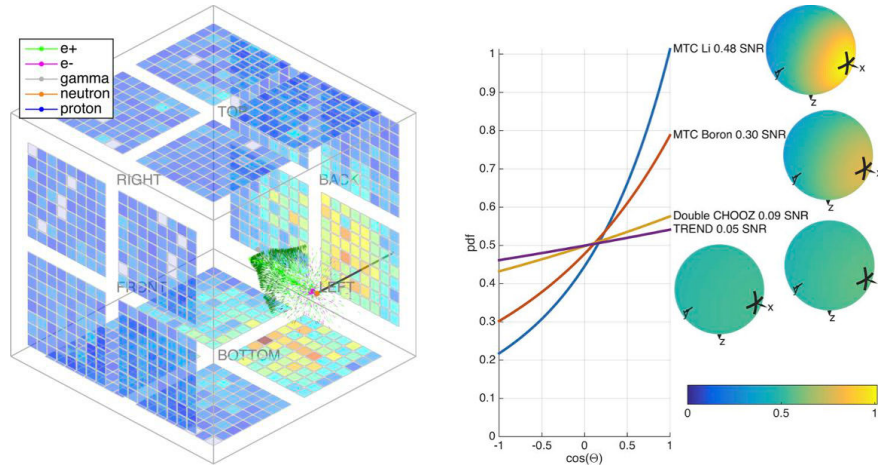 e+
e-
gamma
neutron
proton
TOP
RIGHT
BACK
FRONT
LEFT
BOTTOM
MTC Li 0.48 SNR
MTC Boron 0.30 SNR
Double CHOOZ 0.09 SNR
TREND 0.05 SNR
1
0.9
0.8
0.7
0.6
0.5
0.4
0.3
0.2
0.1
0
pdf
-1 -0.5 0 0.5 1
cos(Θ)
y x
z
y
z
y x
z
y
z
0 0.5 1